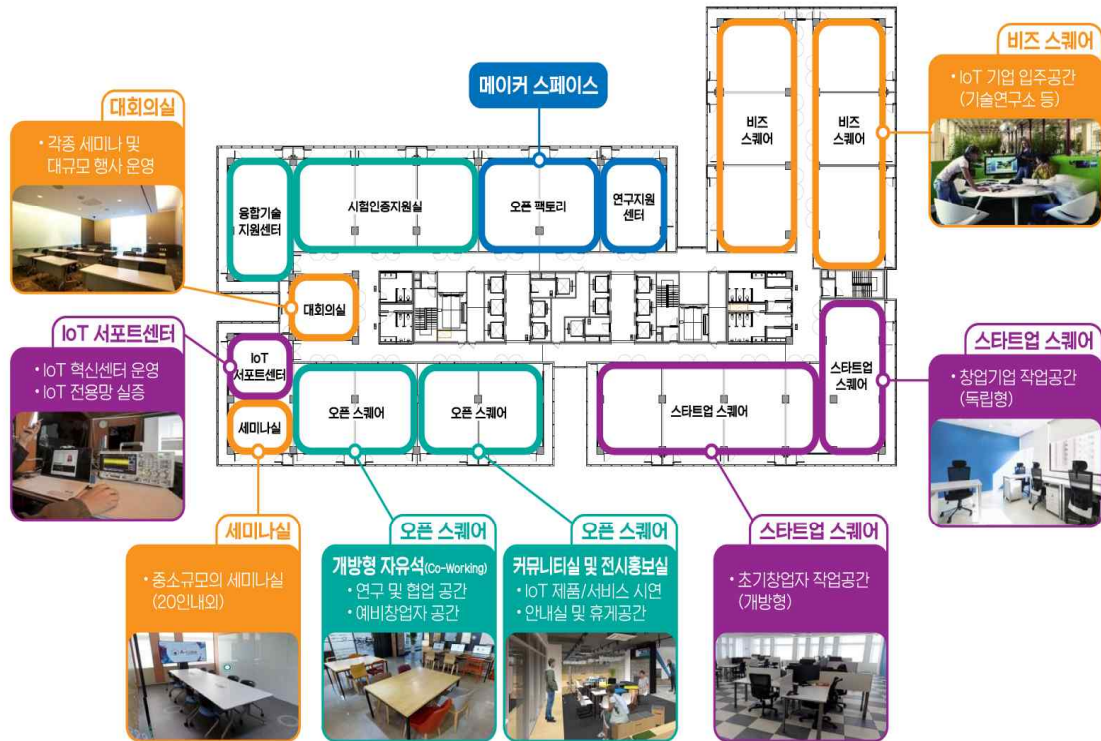 비즈 스퀘어
• IoT 기업 입주공간
(기술연구소 등)
메이커 스페이스
대회의실
• 각종 세미나 및
대규모 행사 운영
비즈
스퀘어
비즈
스퀘어
융합기술
지원센터
시험인증지원실
오픈 팩토리
연구지원
센터
대회의실
IoT 서포트센터
• IoT 혁신센터 운영
• IoT 전용망 실증
IoT
서포트센터
세미나실
오픈 스퀘어
오픈 스퀘어
스타트업 스퀘어
스타트업
스퀘어
스타트업 스퀘어
• 창업기업 작업공간
(독립형)
세미나실
• 중소규모의 세미나실
(20인내외)
오픈 스퀘어
개방형 자유석(Co-Working)
• 연구 및 협업 공간
• 예비창업자 공간
오픈 스퀘어
커뮤니티실 및 전시홍보실
• IoT 제품/서비스 시연
• 안내실 및 휴게공간
스타트업 스퀘어
• 초기창업자 작업공간
(개방형)